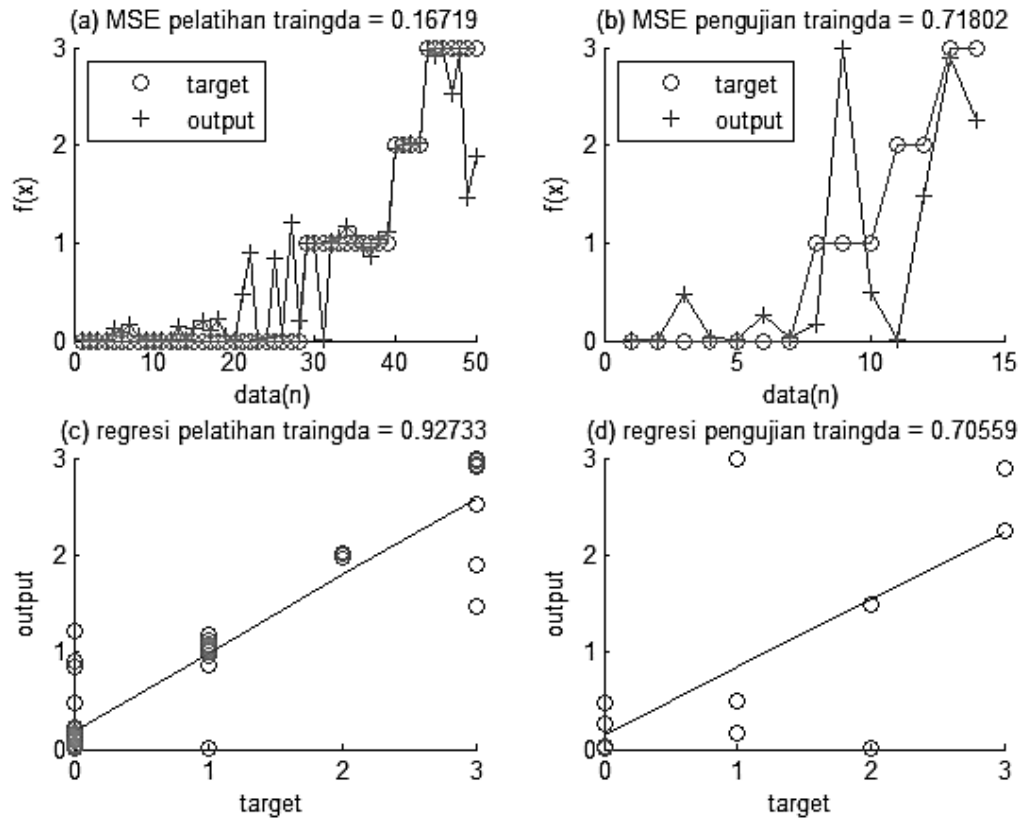 (a) MSE pelatihan traingda = 0.16719
3
2
1
0
f(x)
target
output
0 10 20 30 40 50
data(n)
(b) MSE pengujian traingda = 0.71802
3
2
1
0
f(x)
target
output
0 5 10 15
data(n)
(c) regresi pelatihan traingda = 0.92733
3
2
1
0
output
0 1 2 3
target
(d) regresi pengujian traingda = 0.70559
3
2
1
0
output
0 1 2 3
target